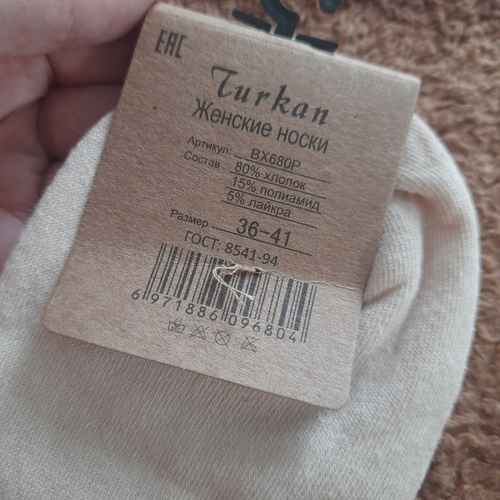 EAC
Turkan
Женские носки
Артикул: BX680P
Состав 80% хлопок
15% полиамид
5% лайкра
Размер 36-41
ГОСТ: 8541-94
6 971886 096804